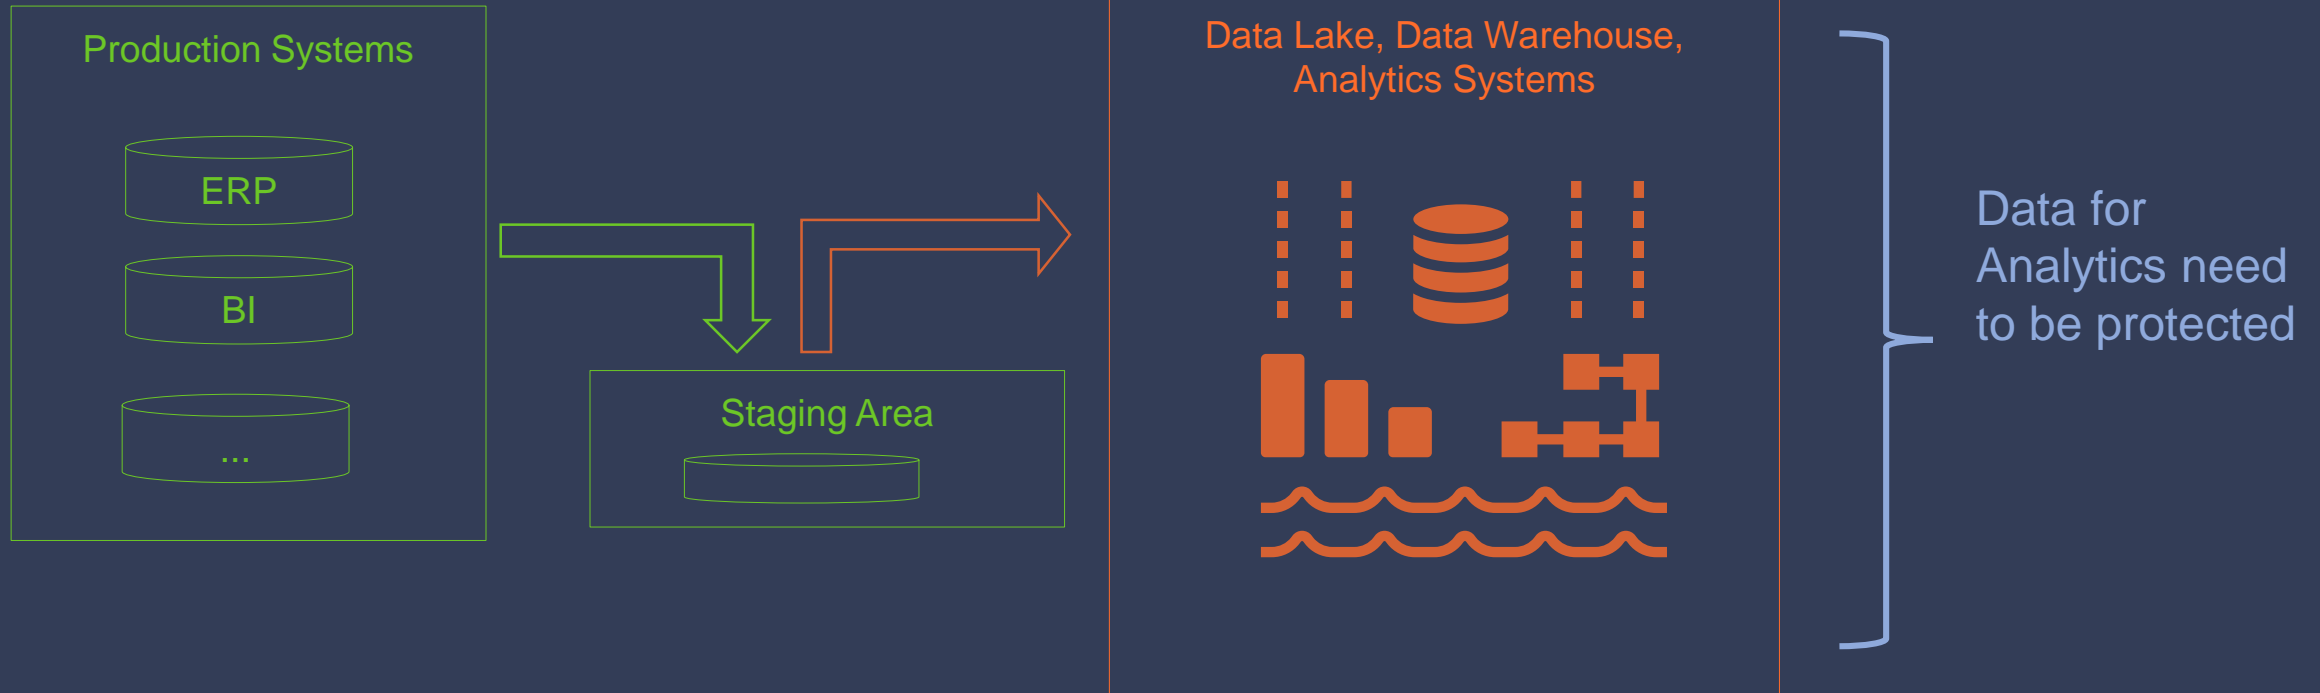 Production Systems
ERP
BI
...
Staging Area
Data Lake, Data Warehouse,
Analytics Systems
Data for
Analytics need
to be protected